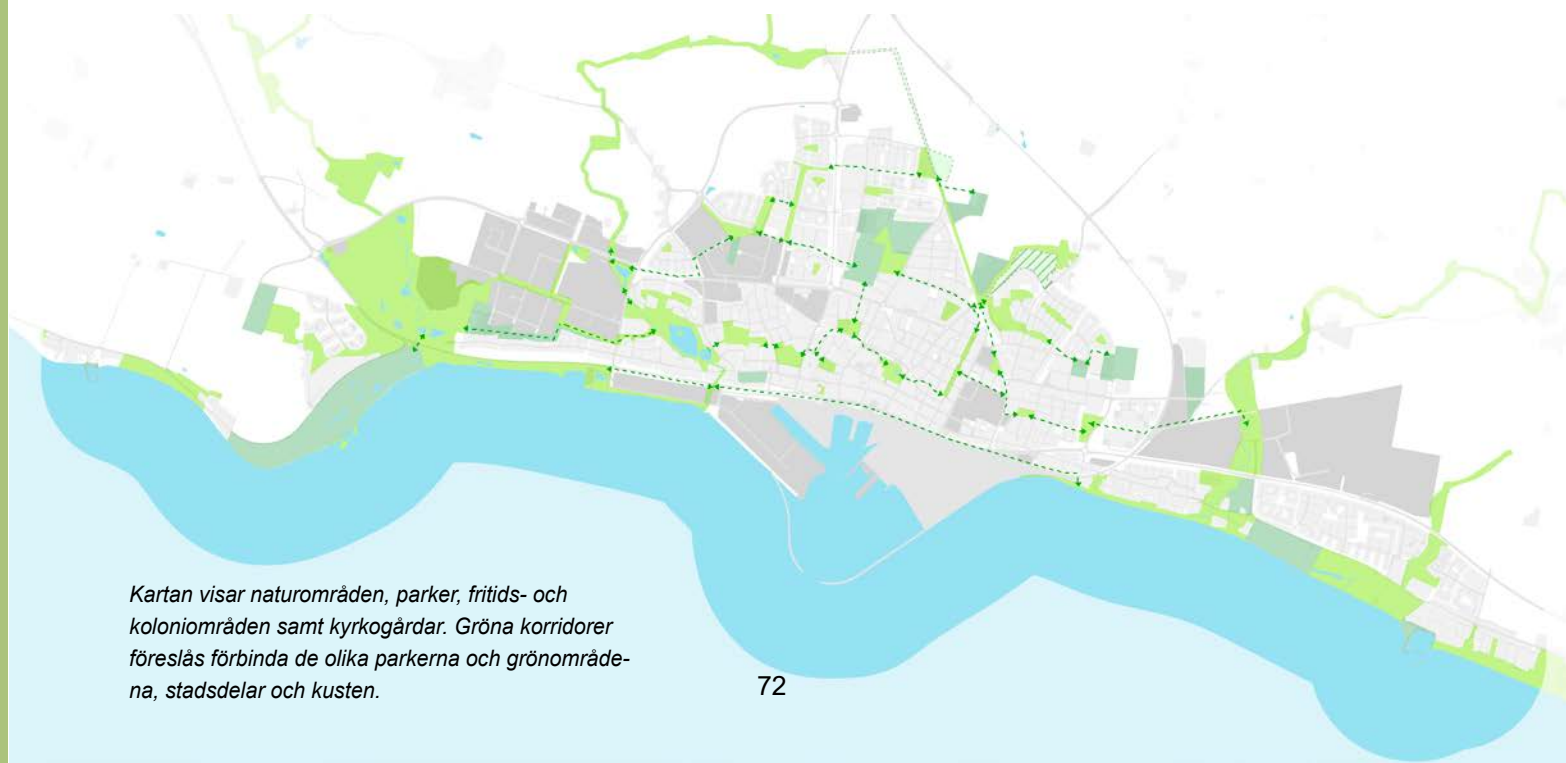 Kartan visar naturområden, parker, fritids- och
koloniområden samt kyrkogårdar. Gröna korridorer
föreslås förbinda de olika parkerna och grönområde-
na, stadsdelar och kusten.
72